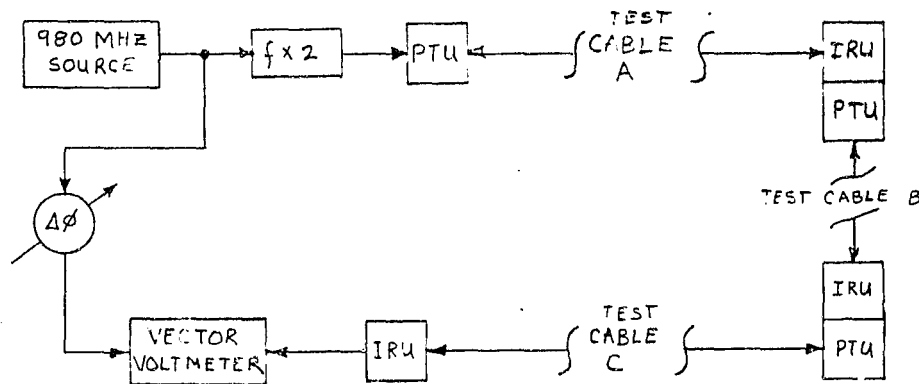 980 MHZ
SOURCE
f x 2
PTU
TEST
CABLE
A
IRU
PTU
TEST CABLE B
Δϕ
IRU
PTU
TEST
CABLE
C
IRU
VECTOR
VOLTMETER